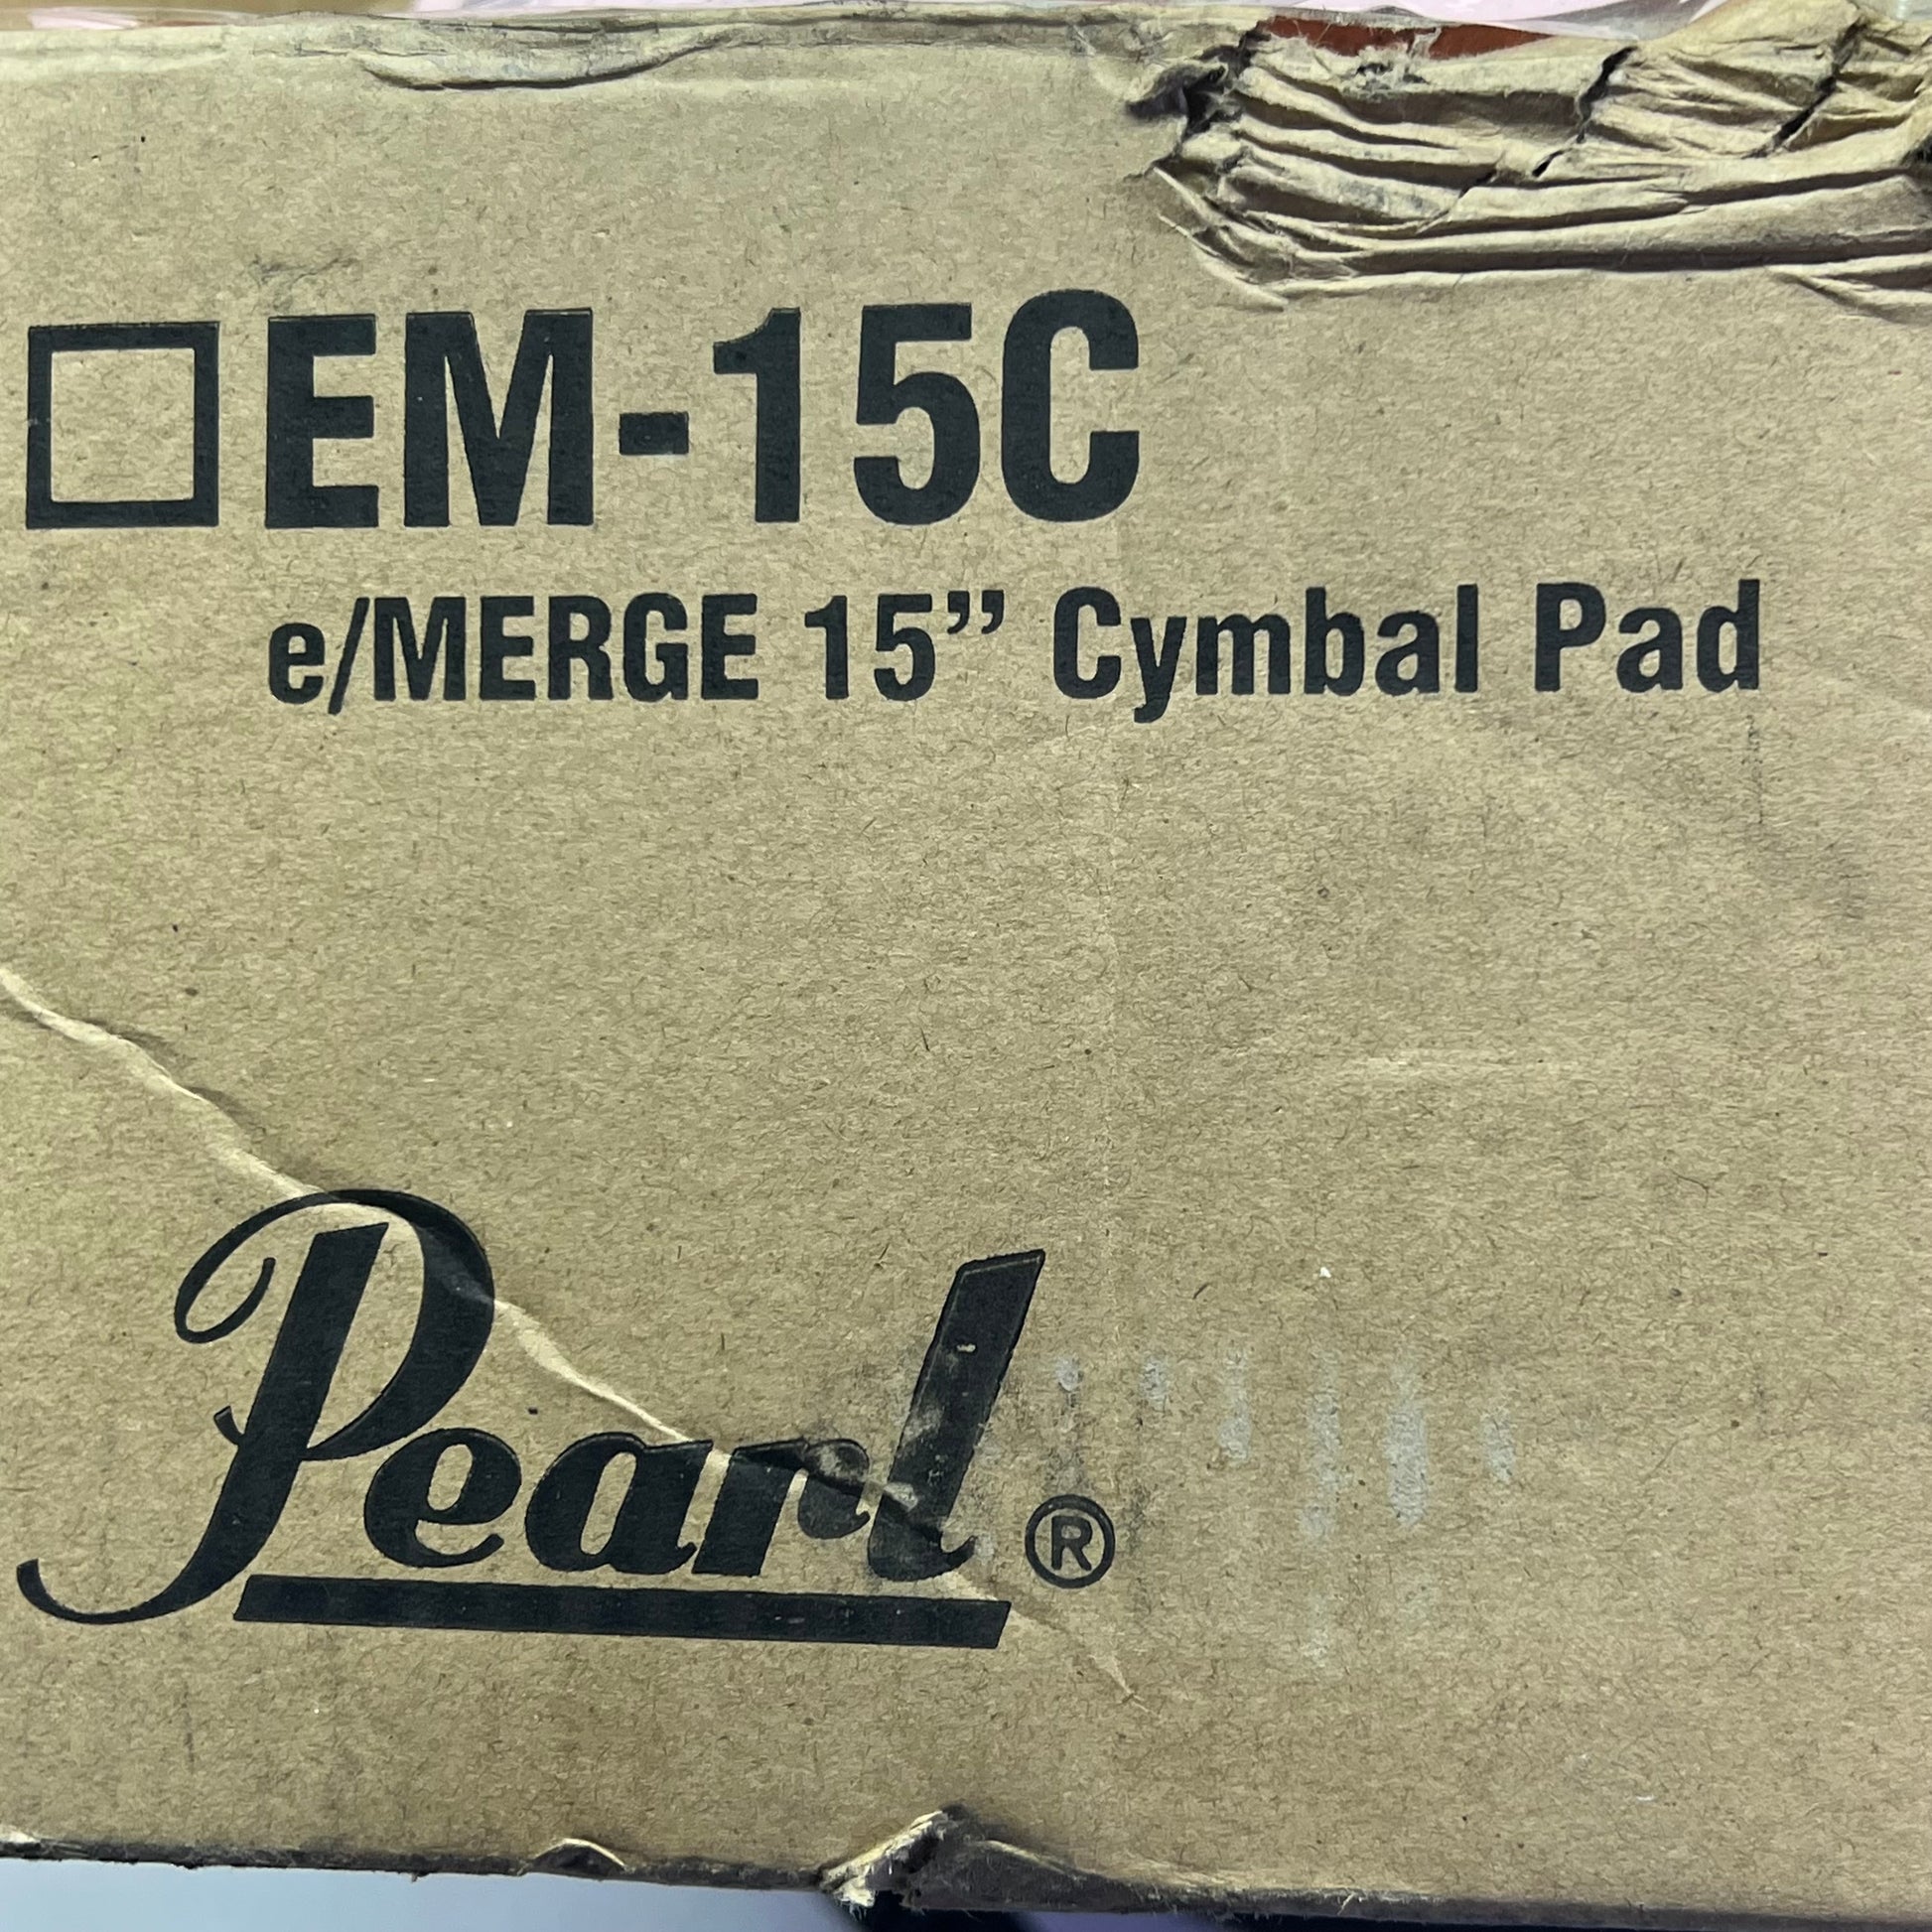 EM-15C
e/MERGE 15” Cymbal Pad
Pearl®